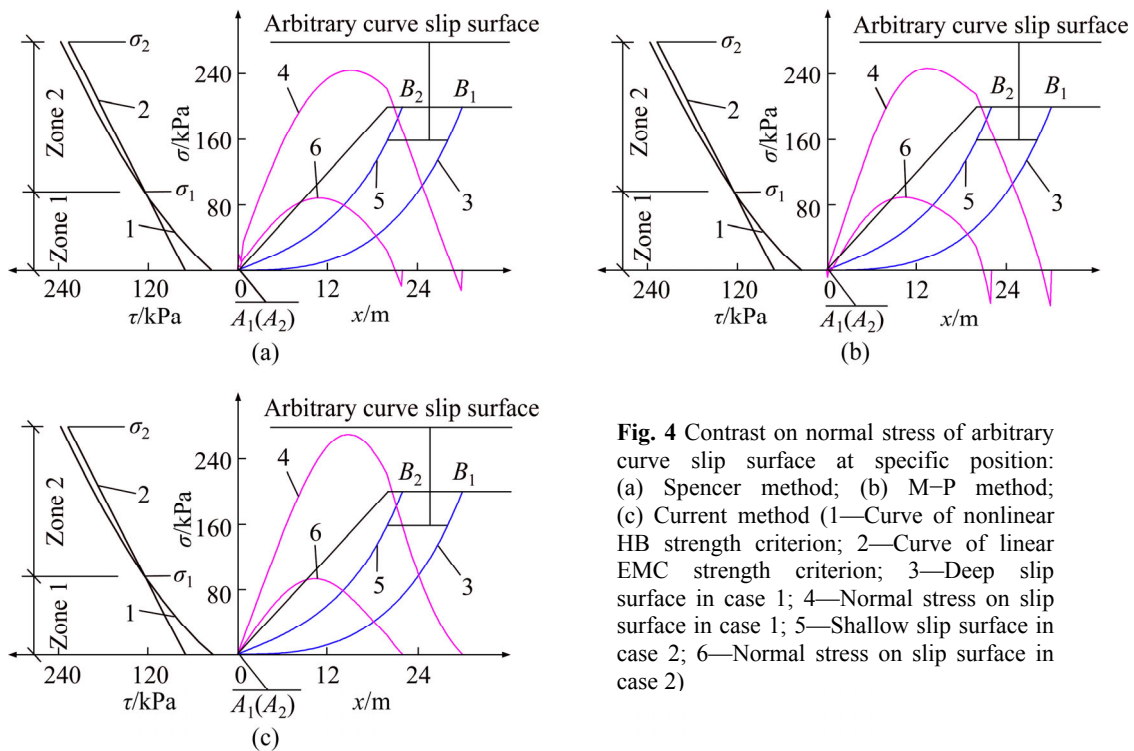 Arbitrary curve slip surface
σ2
240
4
B2
B1
Zone 2
2
σ/kPa
160
6
σ1
5
3
80
Zone 1
1
240
120
0
12
24
τ/kPa
A1(A2)
x/m
(a)
Arbitrary curve slip surface
σ2
240
4
B2
B1
Zone 2
2
σ/kPa
160
6
σ1
5
3
80
Zone 1
1
240
120
0
12
24
τ/kPa
A1(A2)
x/m
(b)
Arbitrary curve slip surface
σ2
240
4
B2
B1
Zone 2
2
σ/kPa
160
6
σ1
5
3
80
Zone 1
1
240
120
0
12
24
τ/kPa
A1(A2)
x/m
(c)
Fig. 4 Contrast on normal stress of arbitrary
curve slip surface at specific position:
(a) Spencer method; (b) M−P method;
(c) Current method (1—Curve of nonlinear
HB strength criterion; 2—Curve of linear
EMC strength criterion; 3—Deep slip
surface in case 1; 4—Normal stress on slip
surface in case 1; 5—Shallow slip surface in
case 2; 6—Normal stress on slip surface in
case 2)